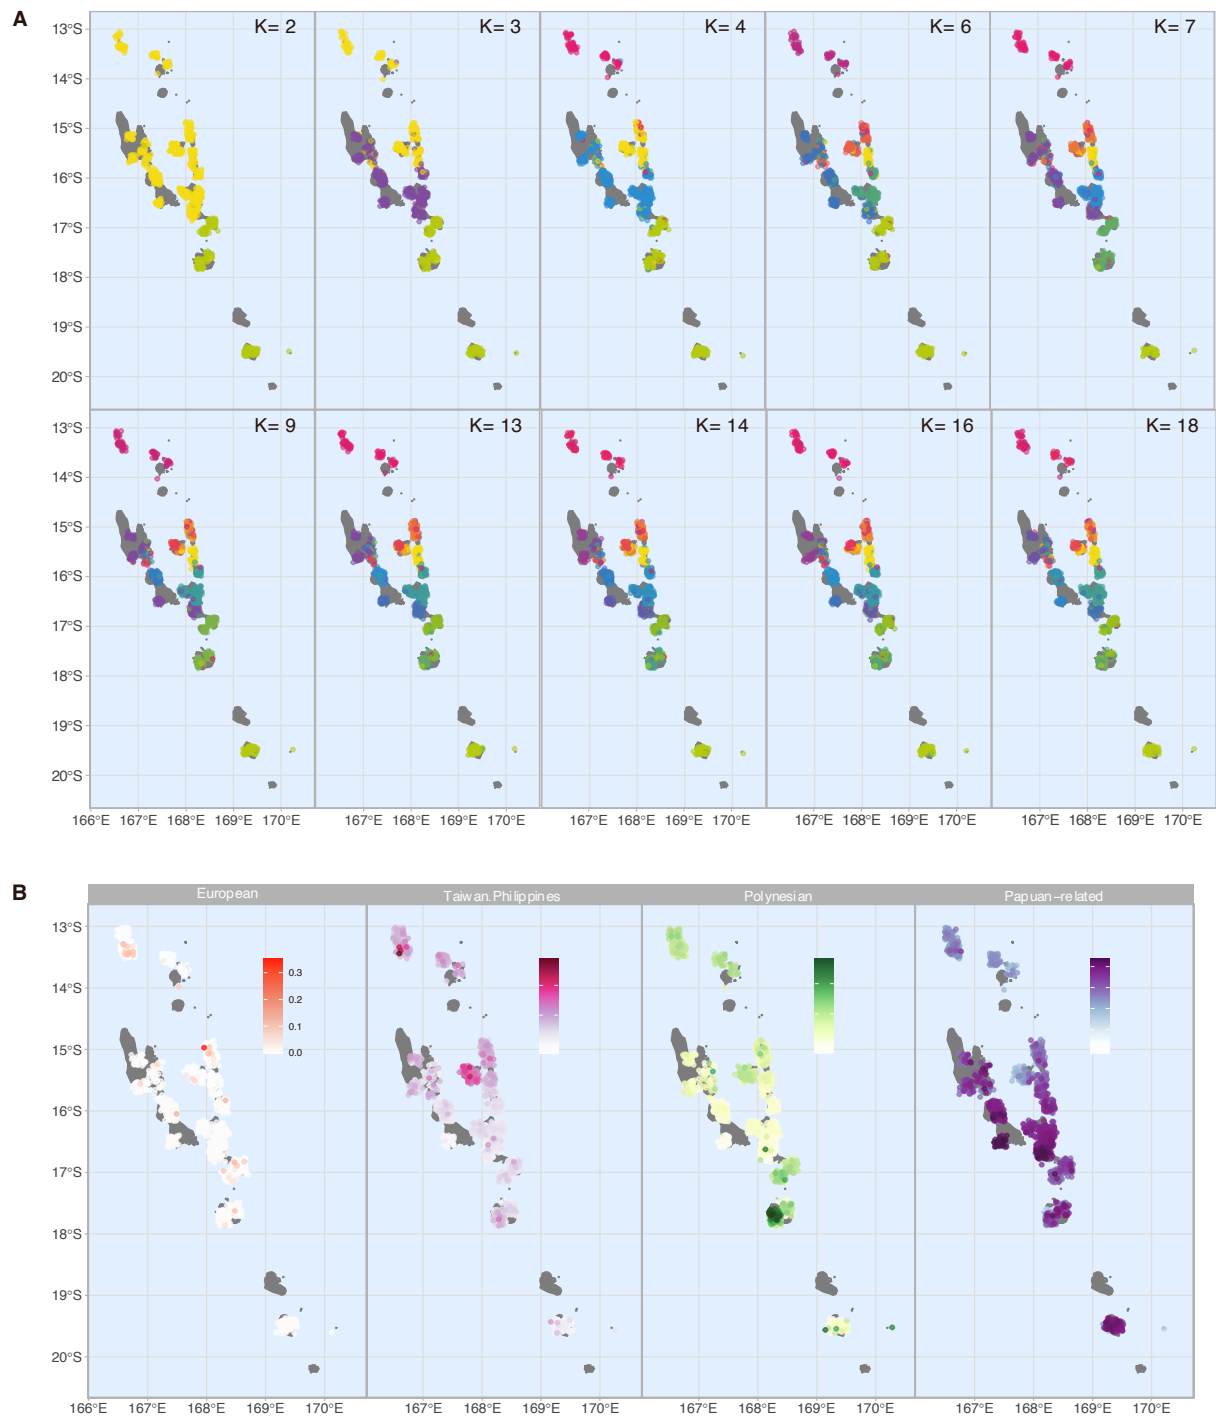 A
K= 2 K= 3 K= 4 K= 6 K= 7
13°S
14°S
15°S
16°S
17°S
18°S
19°S
20°S
K= 9 K= 13 K= 14 K= 16 K= 18
13°S
14°S
15°S
16°S
17°S
18°S
19°S
20°S
166°E 167°E 168°E 169°E 170°E 167°E 168°E 169°E 170°E 167°E 168°E 169°E 170°E 167°E 168°E 169°E 170°E 167°E 168°E 169°E 170°E
B
European Taiwan.Philippines Polynesian Papuan–related
13°S
14°S
15°S
16°S
17°S
18°S
19°S
20°S
0.3
0.2
0.1
0.0
166°E 167°E 168°E 169°E 170°E 167°E 168°E 169°E 170°E 167°E 168°E 169°E 170°E 167°E 168°E 169°E 170°E